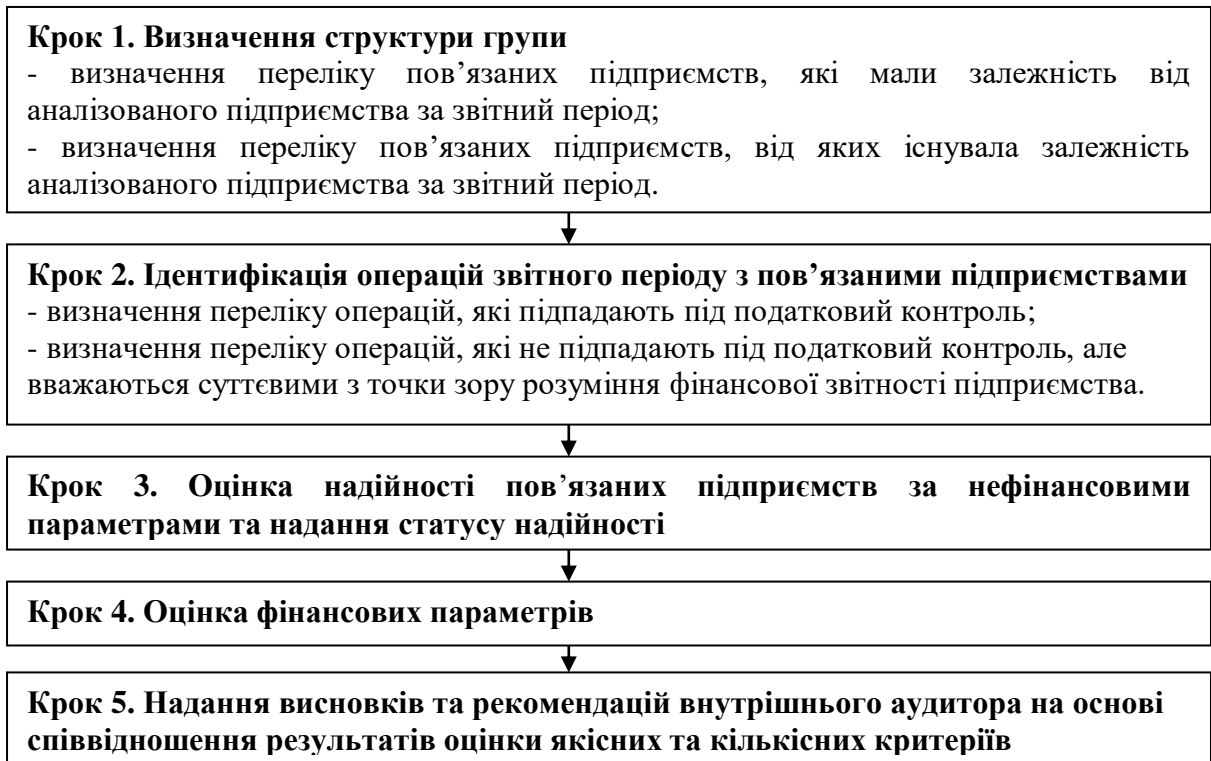 Крок 1. Визначення структури групи
- визначення переліку пов’язаних підприємств, які мали залежність від
аналізованого підприємства за звітний період;
- визначення переліку пов’язаних підприємств, від яких існувала залежність
аналізованого підприємства за звітний період.
Крок 2. Ідентифікація операцій звітного періоду з пов’язаними підприємствами
- визначення переліку операцій, які підпадають під податковий контроль;
- визначення переліку операцій, які не підпадають під податковий контроль, але
вважаються суттєвими з точки зору розуміння фінансової звітності підприємства.
Крок 3. Оцінка надійності пов’язаних підприємств за нефінансовими
параметрами та надання статусу надійності
Крок 4. Оцінка фінансових параметрів
Крок 5. Надання висновків та рекомендацій внутрішнього аудитора на основі
співвідношення результатів оцінки якісних та кількісних критеріїв